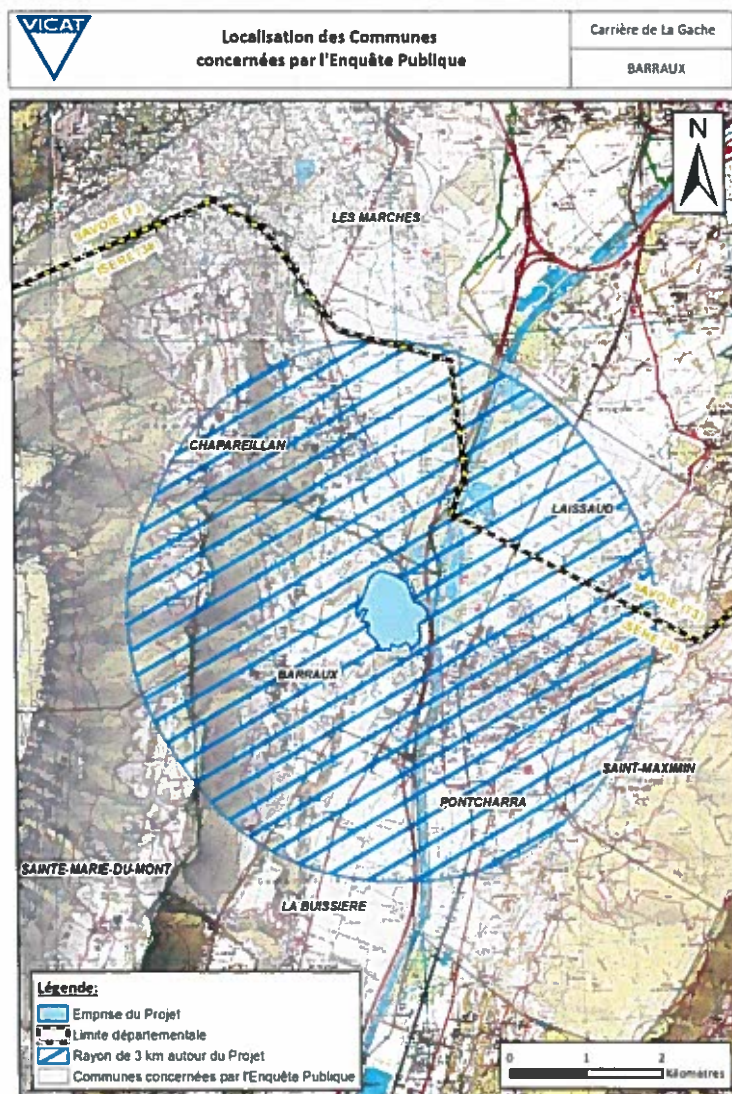 VICAT
Localisation des Communes
concernées par l'Enquête Publique
Carrière de La Gache
BARRAUX
N
LES MARCHES
SAVOIE (73)
ISERE (38)
CHAPAREILLAN
LAISSAUD
SAVOIE (73)
ISERE (38)
BARRAUX
SAINT-MAXIMIN
PONTCHARRA
SAINTE-MARIE-DU-MONT
LA BUISSIERE
Légende:
Emprise du Projet
Limite départementale
Rayon de 3 km autour du Projet
Communes concernées par l'Enquête Publique
0 1 2
Kilomètres